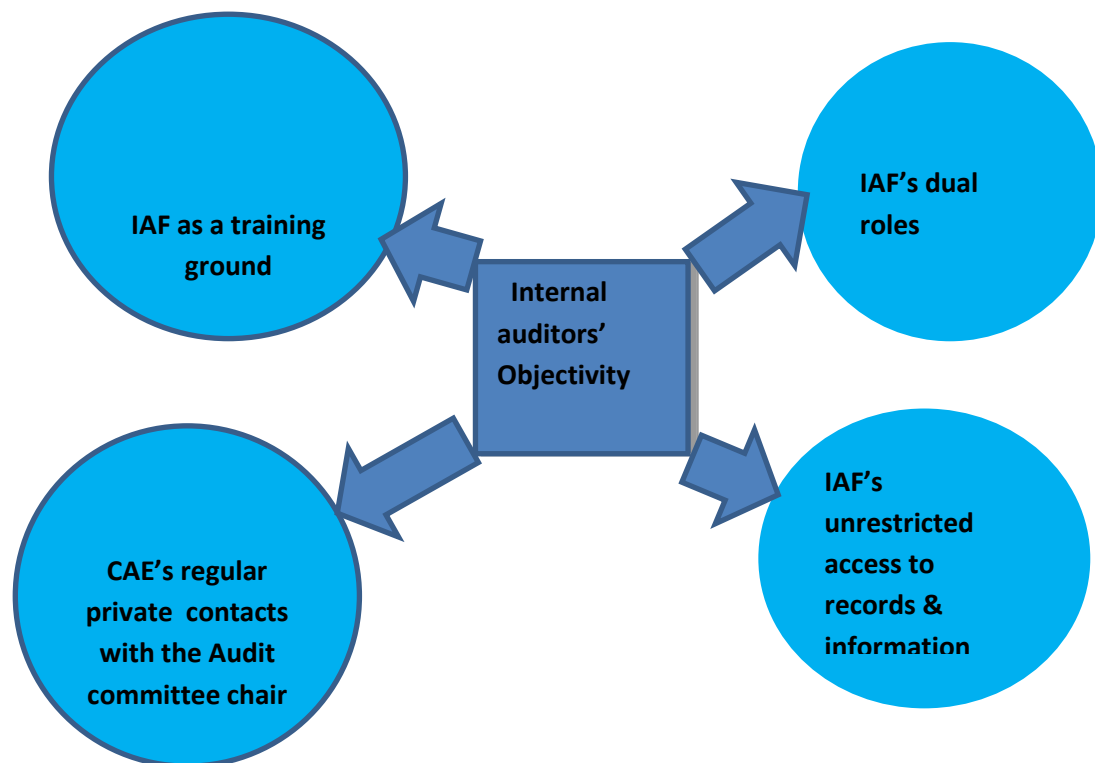 IAF as a training
ground
IAF’s dual
roles
Internal
auditors’
Objectivity
CAE’s regular
private contacts
with the Audit
committee chair
IAF’s
unrestricted
access to
records &
information